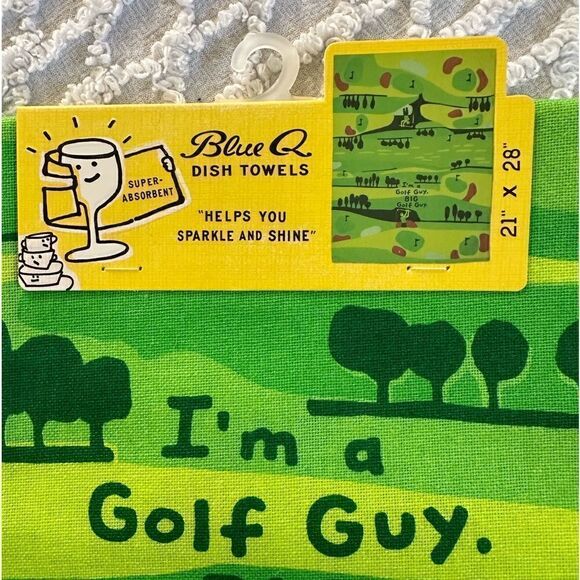 Blue Q
DISH TOWELS
SUPER-
ABSORBENT
"HELPS YOU
SPARKLE AND SHINE"
I'm a
Golf Guy.
BIG
Golf Guy
21" X 28"
I'm a
Golf Guy.